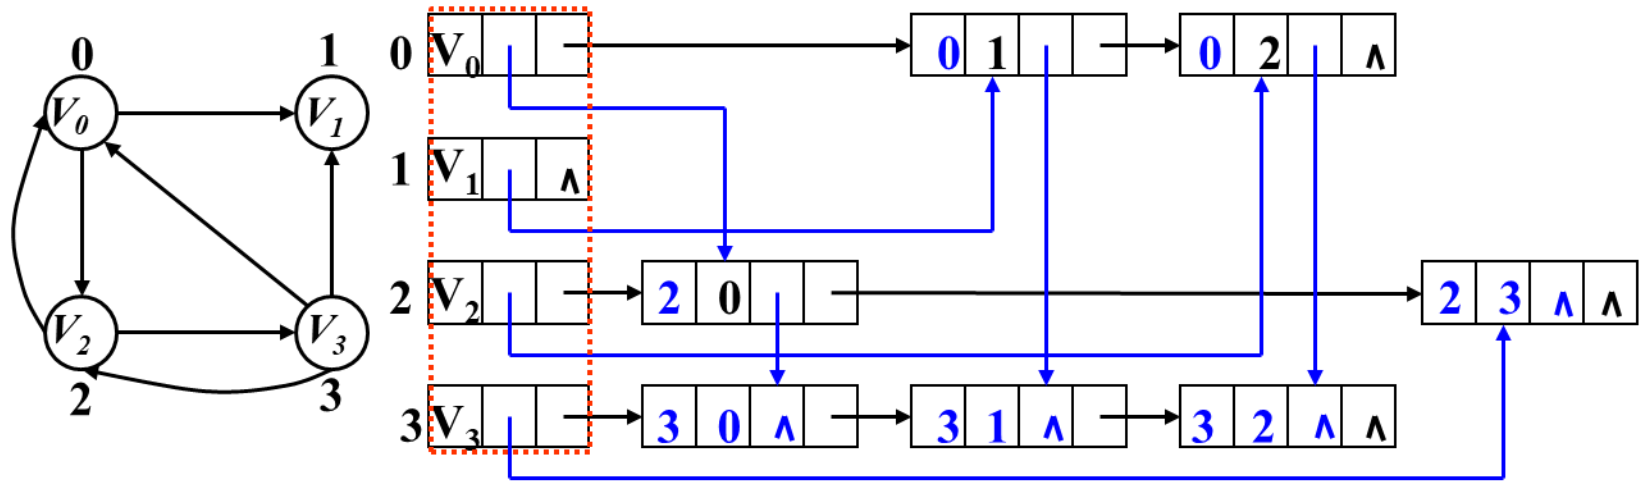 0 1
V0 V1
V2 V3
2 3
0 V0 0 1 0 2 ∧
1 V1 ∧
2 V2 2 0 2 3 ∧ ∧
3 V3 3 0 ∧ 3 1 ∧ 3 2 ∧ ∧